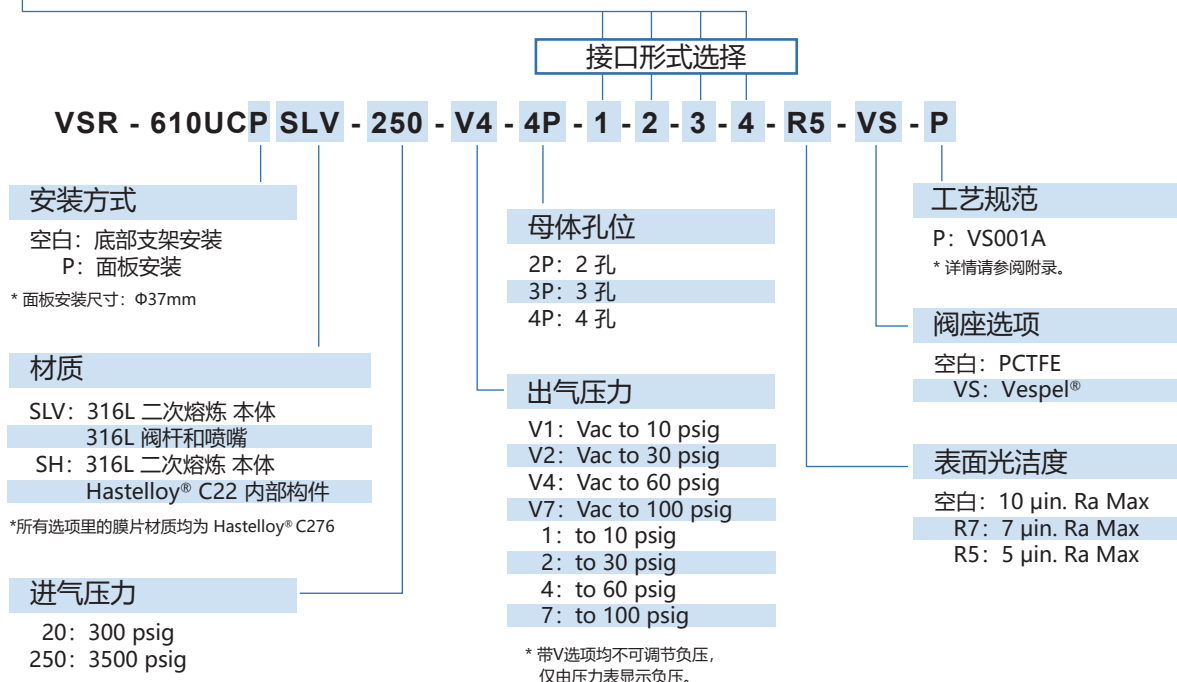 接口形式选择
VSR - 610UCP SLV - 250 - V4 - 4P - 1 - 2 - 3 - 4 - R5 - VS - P
安装方式
空白：底部支架安装
P：面板安装
* 面板安装尺寸：Φ37mm
材质
SLV：316L 二次熔炼 本体
316L 阀杆和喷嘴
SH：316L 二次熔炼 本体
Hastelloy® C22 内部构件
*所有选项里的膜片材质均为 Hastelloy® C276
进气压力
20：300 psig
250：3500 psig
母体孔位
2P：2 孔
3P：3 孔
4P：4 孔
出气压力
V1：Vac to 10 psig
V2：Vac to 30 psig
V4：Vac to 60 psig
V7：Vac to 100 psig
1：to 10 psig
2：to 30 psig
4：to 60 psig
7：to 100 psig
* 带V选项均不可调节负压，
仅由压力表显示负压。
工艺规范
P：VS001A
* 详情请参阅附录。
阀座选项
空白：PCTFE
VS：Vespel®
表面光洁度
空白：10 μin. Ra Max
R7：7 μin. Ra Max
R5：5 μin. Ra Max